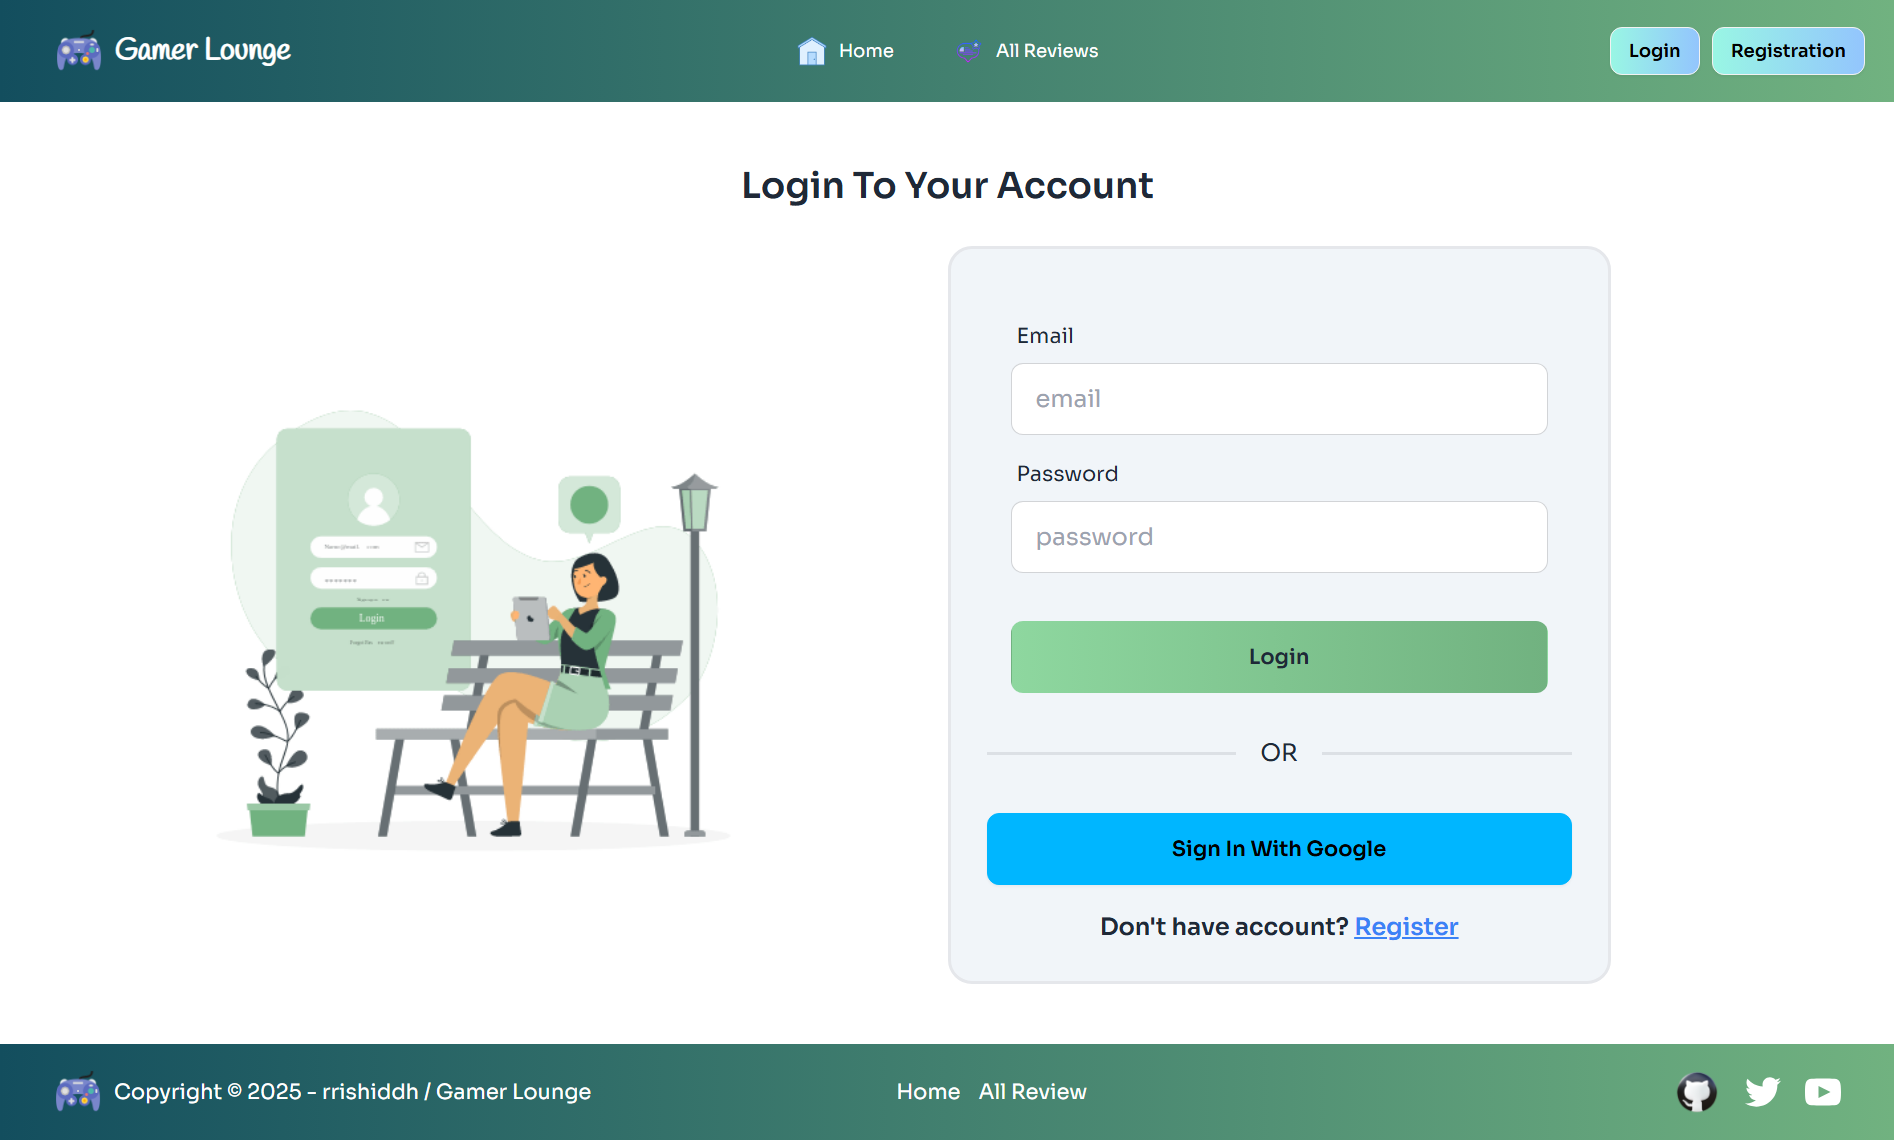 Gamer Lounge
Home
All Reviews
Login
Registration
Login To Your Account
Email
email
Password
password
Login
OR
Sign In With Google
Don't have account? Register
Login
Copyright © 2025 - rrishiddh / Gamer Lounge
Home
All Review